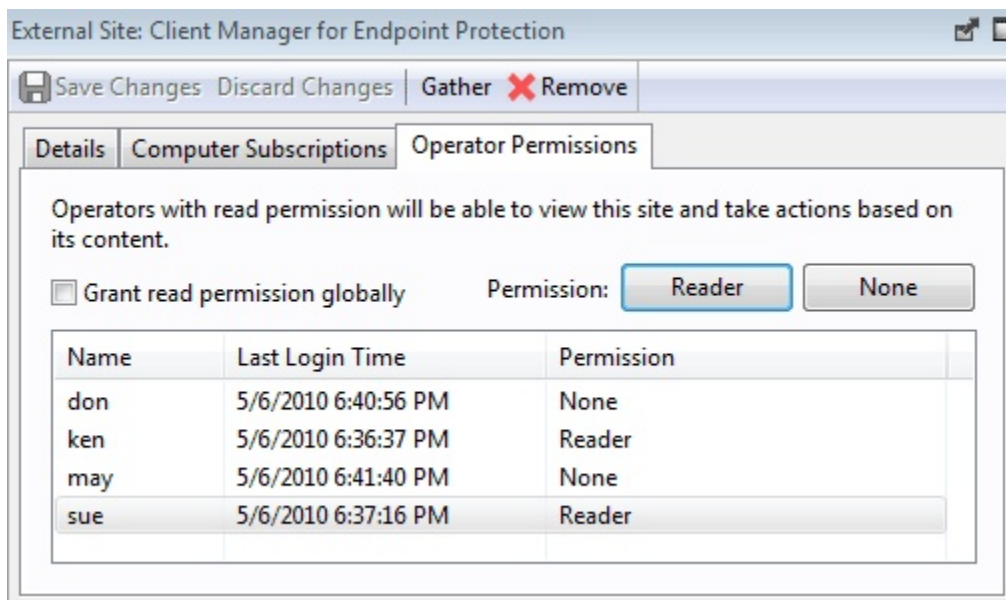 External Site: Client Manager for Endpoint Protection
Save Changes Discard Changes Gather Remove
Details Computer Subscriptions Operator Permissions
Operators with read permission will be able to view this site and take actions based on
its content.
Grant read permission globally Permission: Reader None
Name Last Login Time Permission
don 5/6/2010 6:40:56 PM None
ken 5/6/2010 6:36:37 PM Reader
may 5/6/2010 6:41:40 PM None
sue 5/6/2010 6:37:16 PM Reader